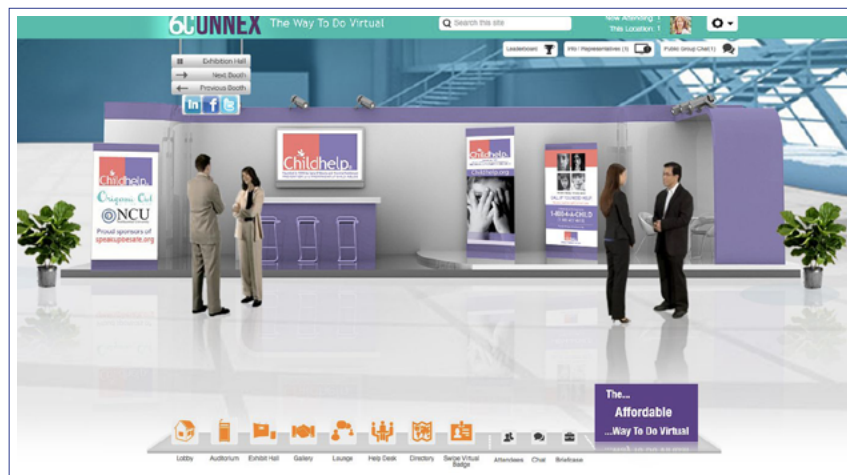 6CONNEX The Way To Do Virtual
Search this site
Now Attending: 1
This Location: 1
Leaderboard
Info / Representatives (1)
Public Group Chat(1)
Exhibition Hall
Next Booth
Previous Booth
in f
Childhelp
Childhelp
Childhelp
Childhelp.org
Origami Owl
NCU
Proud sponsors of
speakupbesafe.org
1-800-4-A-CHILD
The...
Affordable
...Way To Do Virtual
Lobby
Auditorium
Exhibit Hall
Gallery
Lounge
Help Desk
Directory
Swipe Virtual
Badge
Attendees
Chat
Briefcase